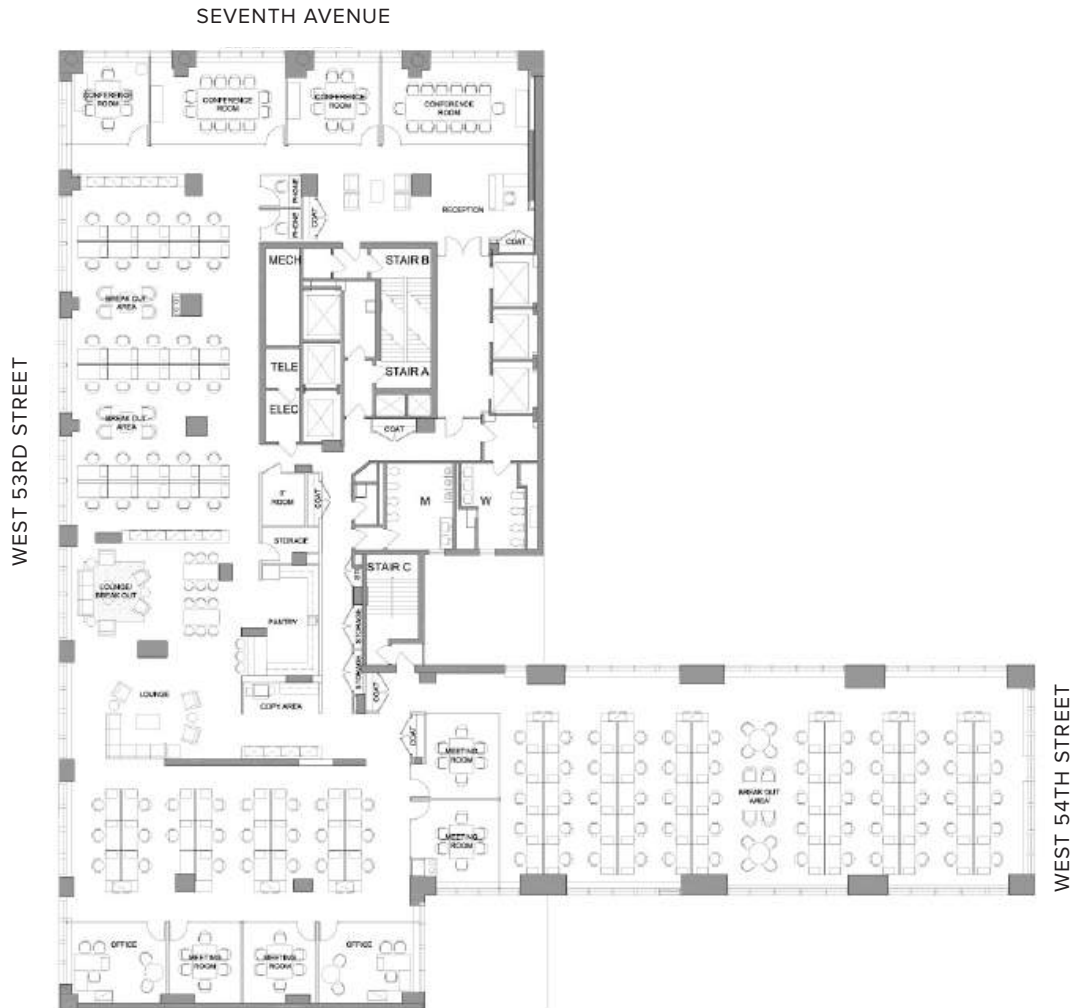 SEVENTH AVENUE
CONFERENCE
ROOM
CONFERENCE
ROOM
CONFERENCE
ROOM
CONFERENCE
ROOM
PHONE
PHONE
COAT
RECEPTION
COAT
MECH
STAIR B
BREAK OUT
AREA
WEST 53RD STREET
TELE
STAIR A
ELEC
BREAK OUT
AREA
COAT
ROOM
COAT
M
W
STORAGE
STAIR C
LOUNGE/
BREAK OUT
PANTRY
STORAGE
STORAGE
COAT
LOUNGE
COPY AREA
COAT
MEETING
ROOM
BREAK OUT
AREA
MEETING
ROOM
WEST 54TH STREET
OFFICE
MEETING
ROOM
MEETING
ROOM
OFFICE